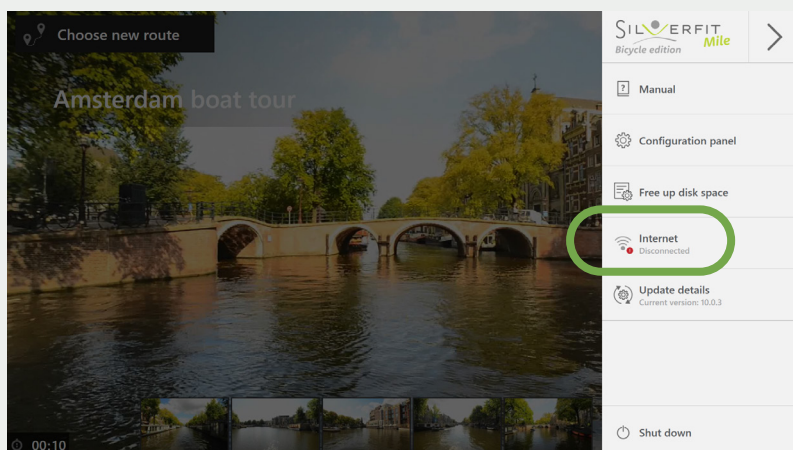 Choose new route
Amsterdam boat tour
00:10
SILVERFIT
Mile
Bicycle edition
? Manual
Configuration panel
Free up disk space
Internet
Disconnected
Update details
Current version: 10.0.3
Shut down